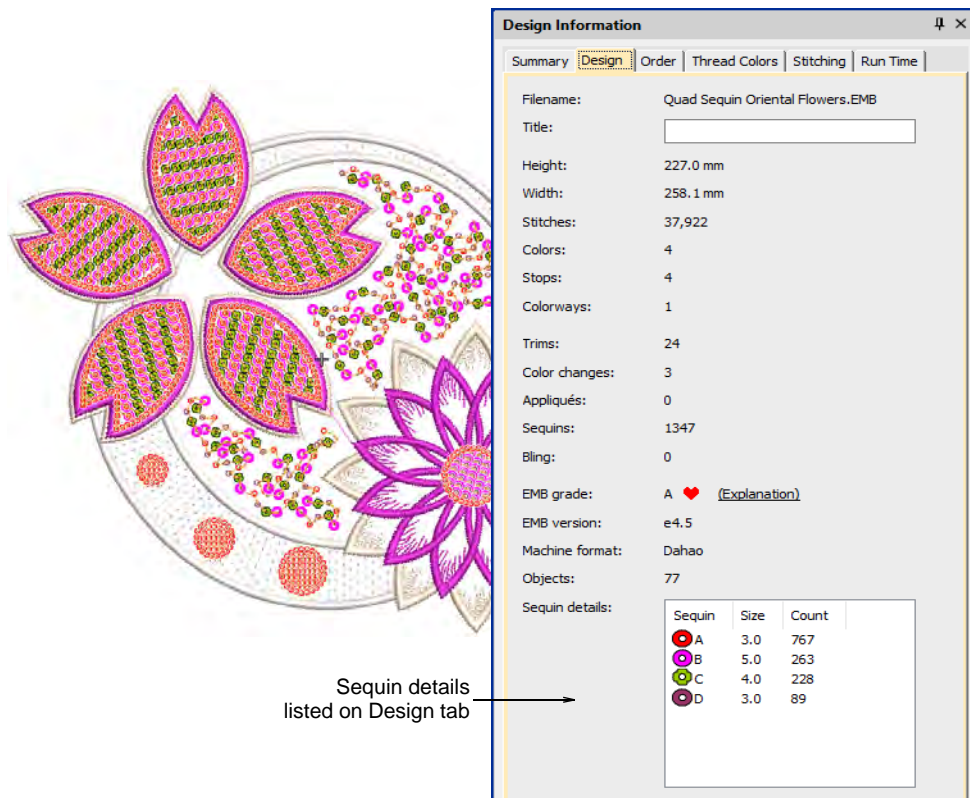 Design Information
Summary Design Order Thread Colors Stitching Run Time
Filename: Quad Sequin Oriental Flowers.EMB
Title:
Height: 227.0 mm
Width: 258.1 mm
Stitches: 37,922
Colors: 4
Stops: 4
Colorways: 1
Trims: 24
Color changes: 3
Appliqués: 0
Sequins: 1347
Bling: 0
EMB grade: A (Explanation)
EMB version: e4.5
Machine format: Dahao
Objects: 77
Sequin details:
Sequin Size Count
A 3.0 767
B 5.0 263
C 4.0 228
D 3.0 89
Sequin details
listed on Design tab